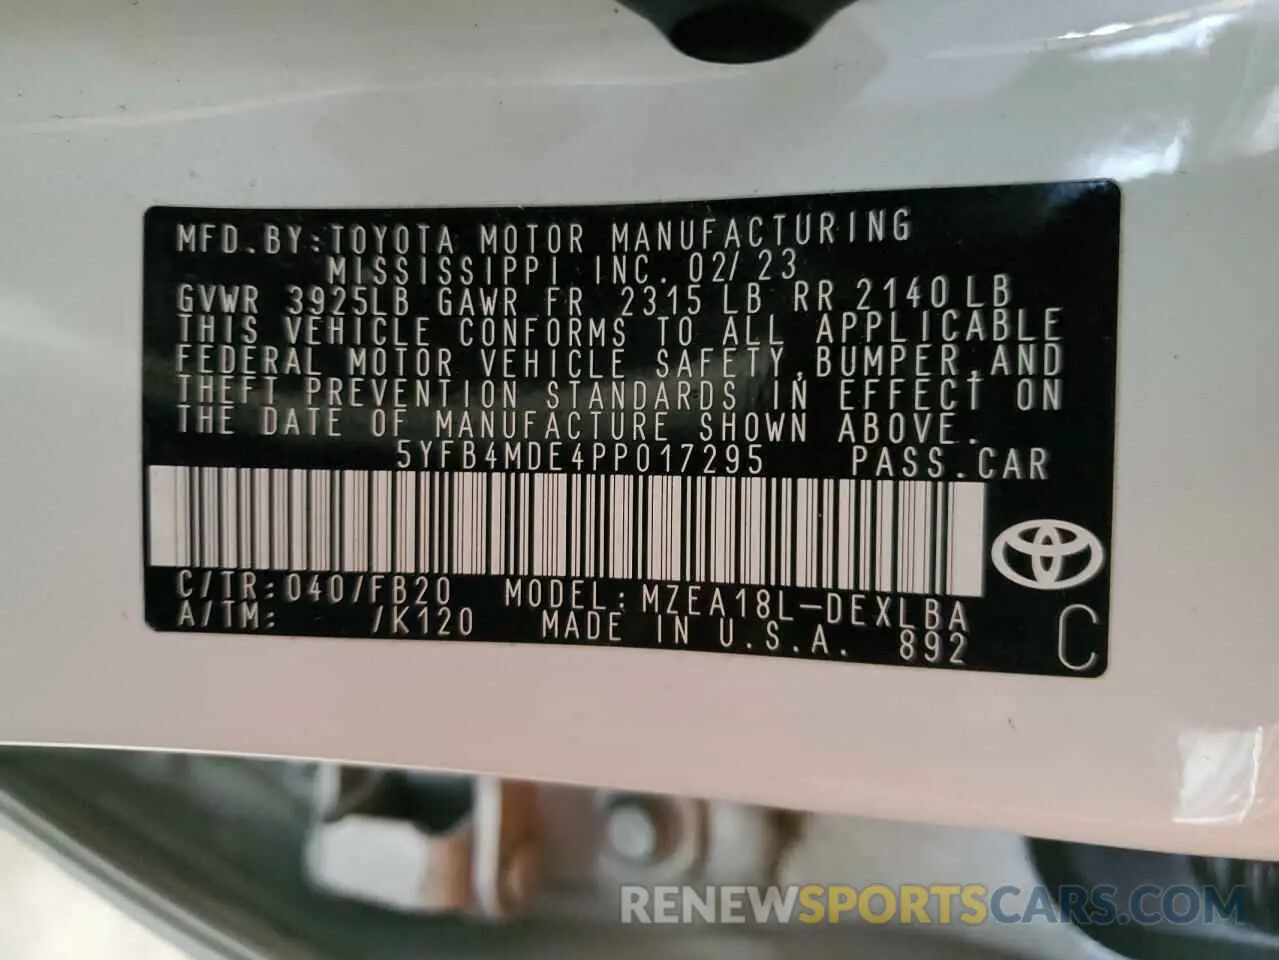 MFD.BY:TOYOTA MOTOR MANUFACTURING
MISSISSIPPI INC. 02/23
GVWR 3925LB GAWR FR 2315 LB RR 2140 LB
THIS VEHICLE CONFORMS TO ALL APPLICABLE
FEDERAL MOTOR VEHICLE SAFETY,BUMPER,AND
THEFT PREVENTION STANDARDS IN EFFECT ON
THE DATE OF MANUFACTURE SHOWN ABOVE.
5YFB4MDE4PP017295 PASS.CAR
C/TR:040/FB20 MODEL:MZEA18L-DEXLBA
A/TM: /K120 MADE IN U.S.A. 892
C
RENEWSPORTSCARS.COM